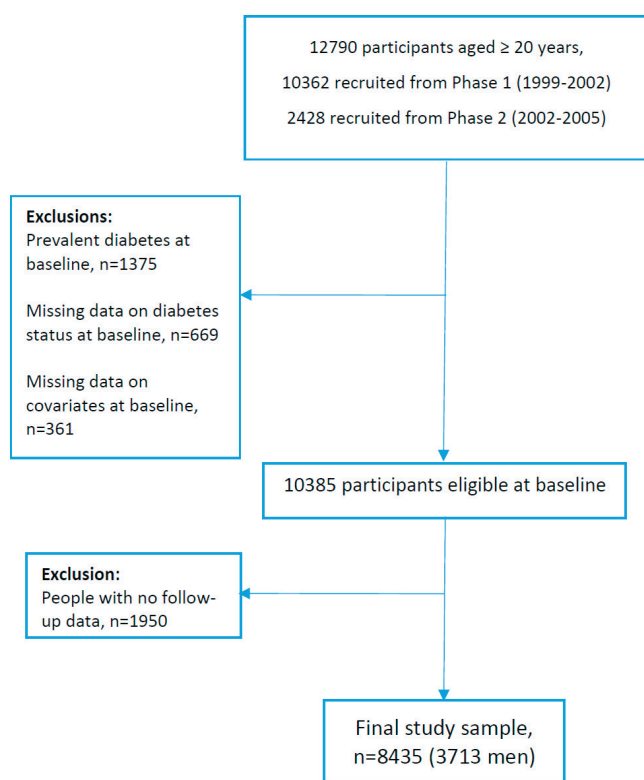 12790 participants aged ≥ 20 years,
10362 recruited from Phase 1 (1999-2002)
2428 recruited from Phase 2 (2002-2005)
Exclusions:
Prevalent diabetes at
baseline, n=1375
Missing data on diabetes
status at baseline, n=669
Missing data on
covariates at baseline,
n=361
10385 participants eligible at baseline
Exclusion:
People with no follow-
up data, n=1950
Final study sample,
n=8435 (3713 men)